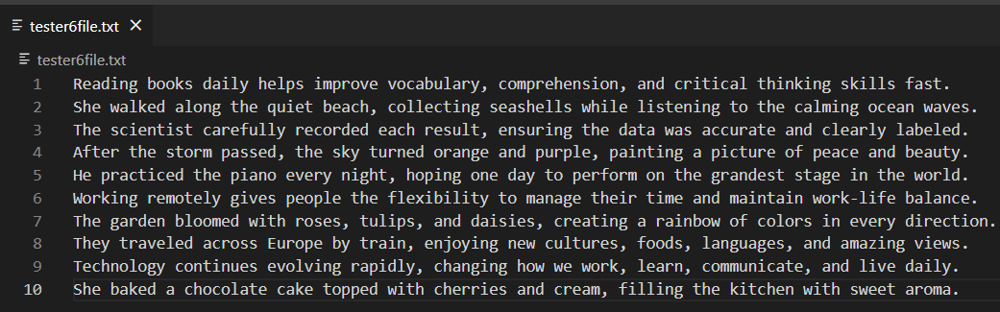 tester6file.txt
tester6file.txt
1 Reading books daily helps improve vocabulary, comprehension, and critical thinking skills fast.
2 She walked along the quiet beach, collecting seashells while listening to the calming ocean waves.
3 The scientist carefully recorded each result, ensuring the data was accurate and clearly labeled.
4 After the storm passed, the sky turned orange and purple, painting a picture of peace and beauty.
5 He practiced the piano every night, hoping one day to perform on the grandest stage in the world.
6 Working remotely gives people the flexibility to manage their time and maintain work-life balance.
7 The garden bloomed with roses, tulips, and daisies, creating a rainbow of colors in every direction.
8 They traveled across Europe by train, enjoying new cultures, foods, languages, and amazing views.
9 Technology continues evolving rapidly, changing how we work, learn, communicate, and live daily.
10 She baked a chocolate cake topped with cherries and cream, filling the kitchen with sweet aroma.